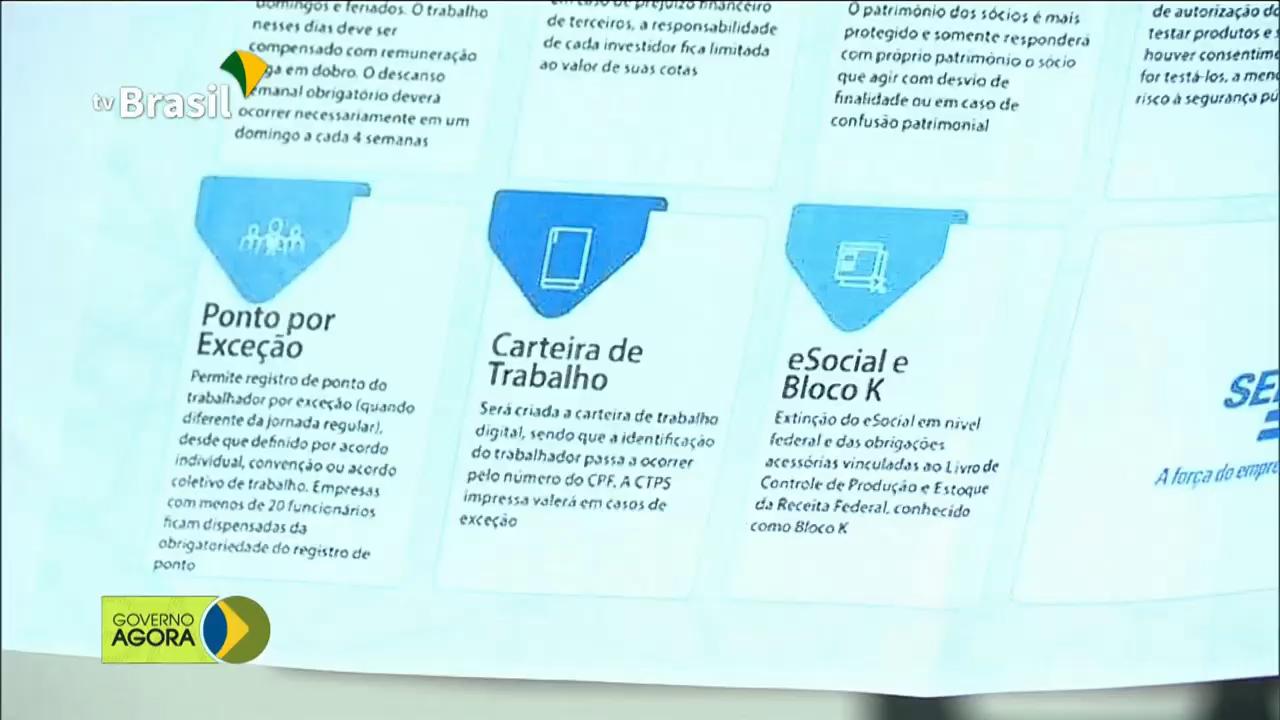 domingos e feriados. O trabalho
nesses dias deve ser
compensado com remuneração
em dobro. O descanso
semanal obrigatório devera
ocorrer necessariamente em um
domingo a cada 4 semanas
em caso de prejuízo financeiro
de terceiros, a responsabilidade
de cada investidor fica limitada
ao valor de suas cotas
O patrimônio dos sócios é mais
protegido e somente responderá
com próprio patrimônio o sócio
que agir com desvio de
finalidade ou em caso de
confusão patrimonial
de autorização
testar produtos e
houver
for testá-los, a
risco à segurança
tv Brasil
Ponto por
Exceção
Permite registro de ponto do
trabalhador por exceção (quando
diferente da jornada regular),
desde que definido por acordo
individual, convenção ou acordo
coletivo de trabalho. Empresas
com menos de 20 funcionários
ficam dispensadas da
obrigatoriedade do registro de
ponto
Carteira de
Trabalho
Será criada a carteira de trabalho
digital, sendo que a identificação
do trabalhador passa a ocorrer
pelo número do CPF. A CTPS
impressa valerá em casos de
exceção
eSocial e
Bloco K
Extinção do eSocial em nível
federal e das obrigações
acessórias vinculadas ao Livro de
Controle de Produção e Estoque
da Receita Federal, conhecido
como Bloco K
A força do
GOVERNO
AGORA